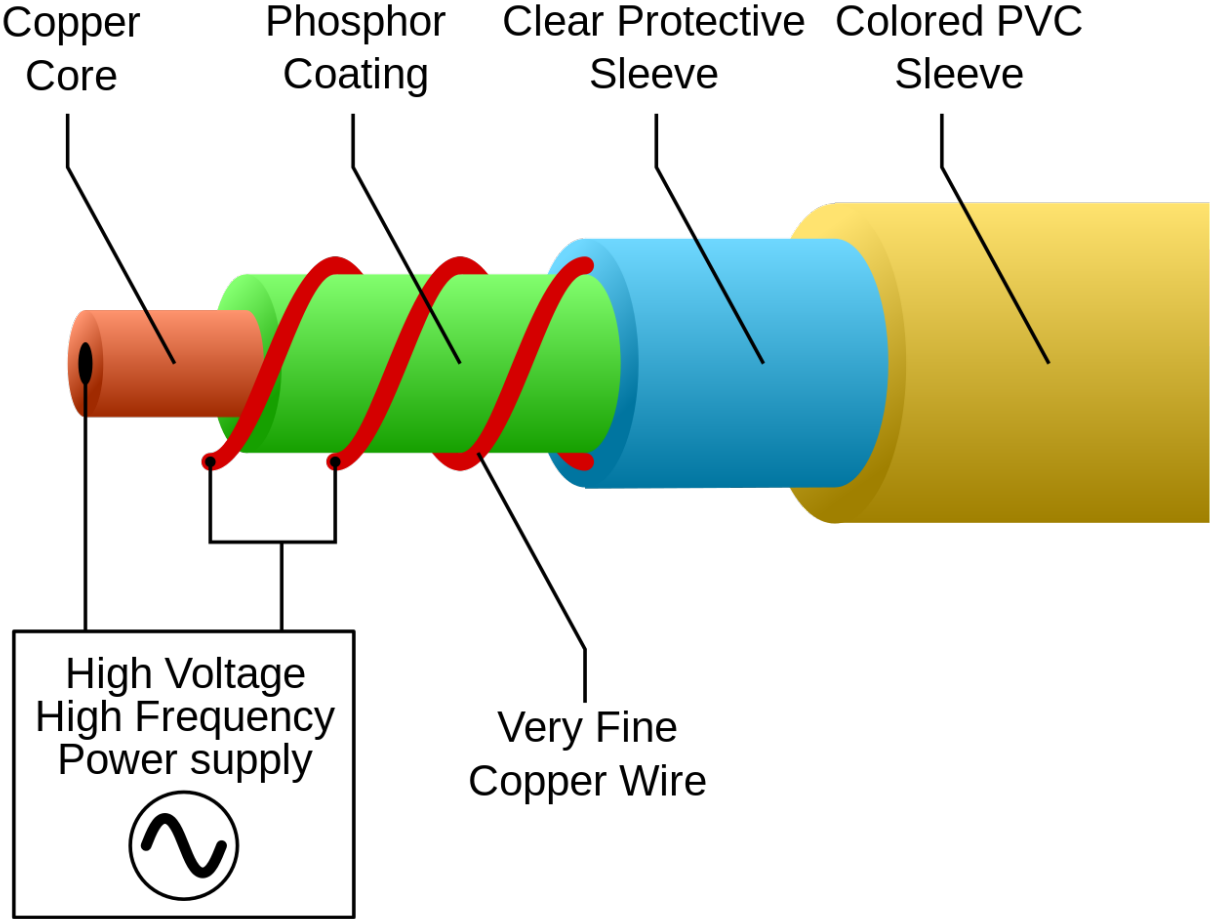 Copper
Core
Phosphor
Coating
Clear Protective
Sleeve
Colored PVC
Sleeve
High Voltage
High Frequency
Power supply
Very Fine
Copper Wire